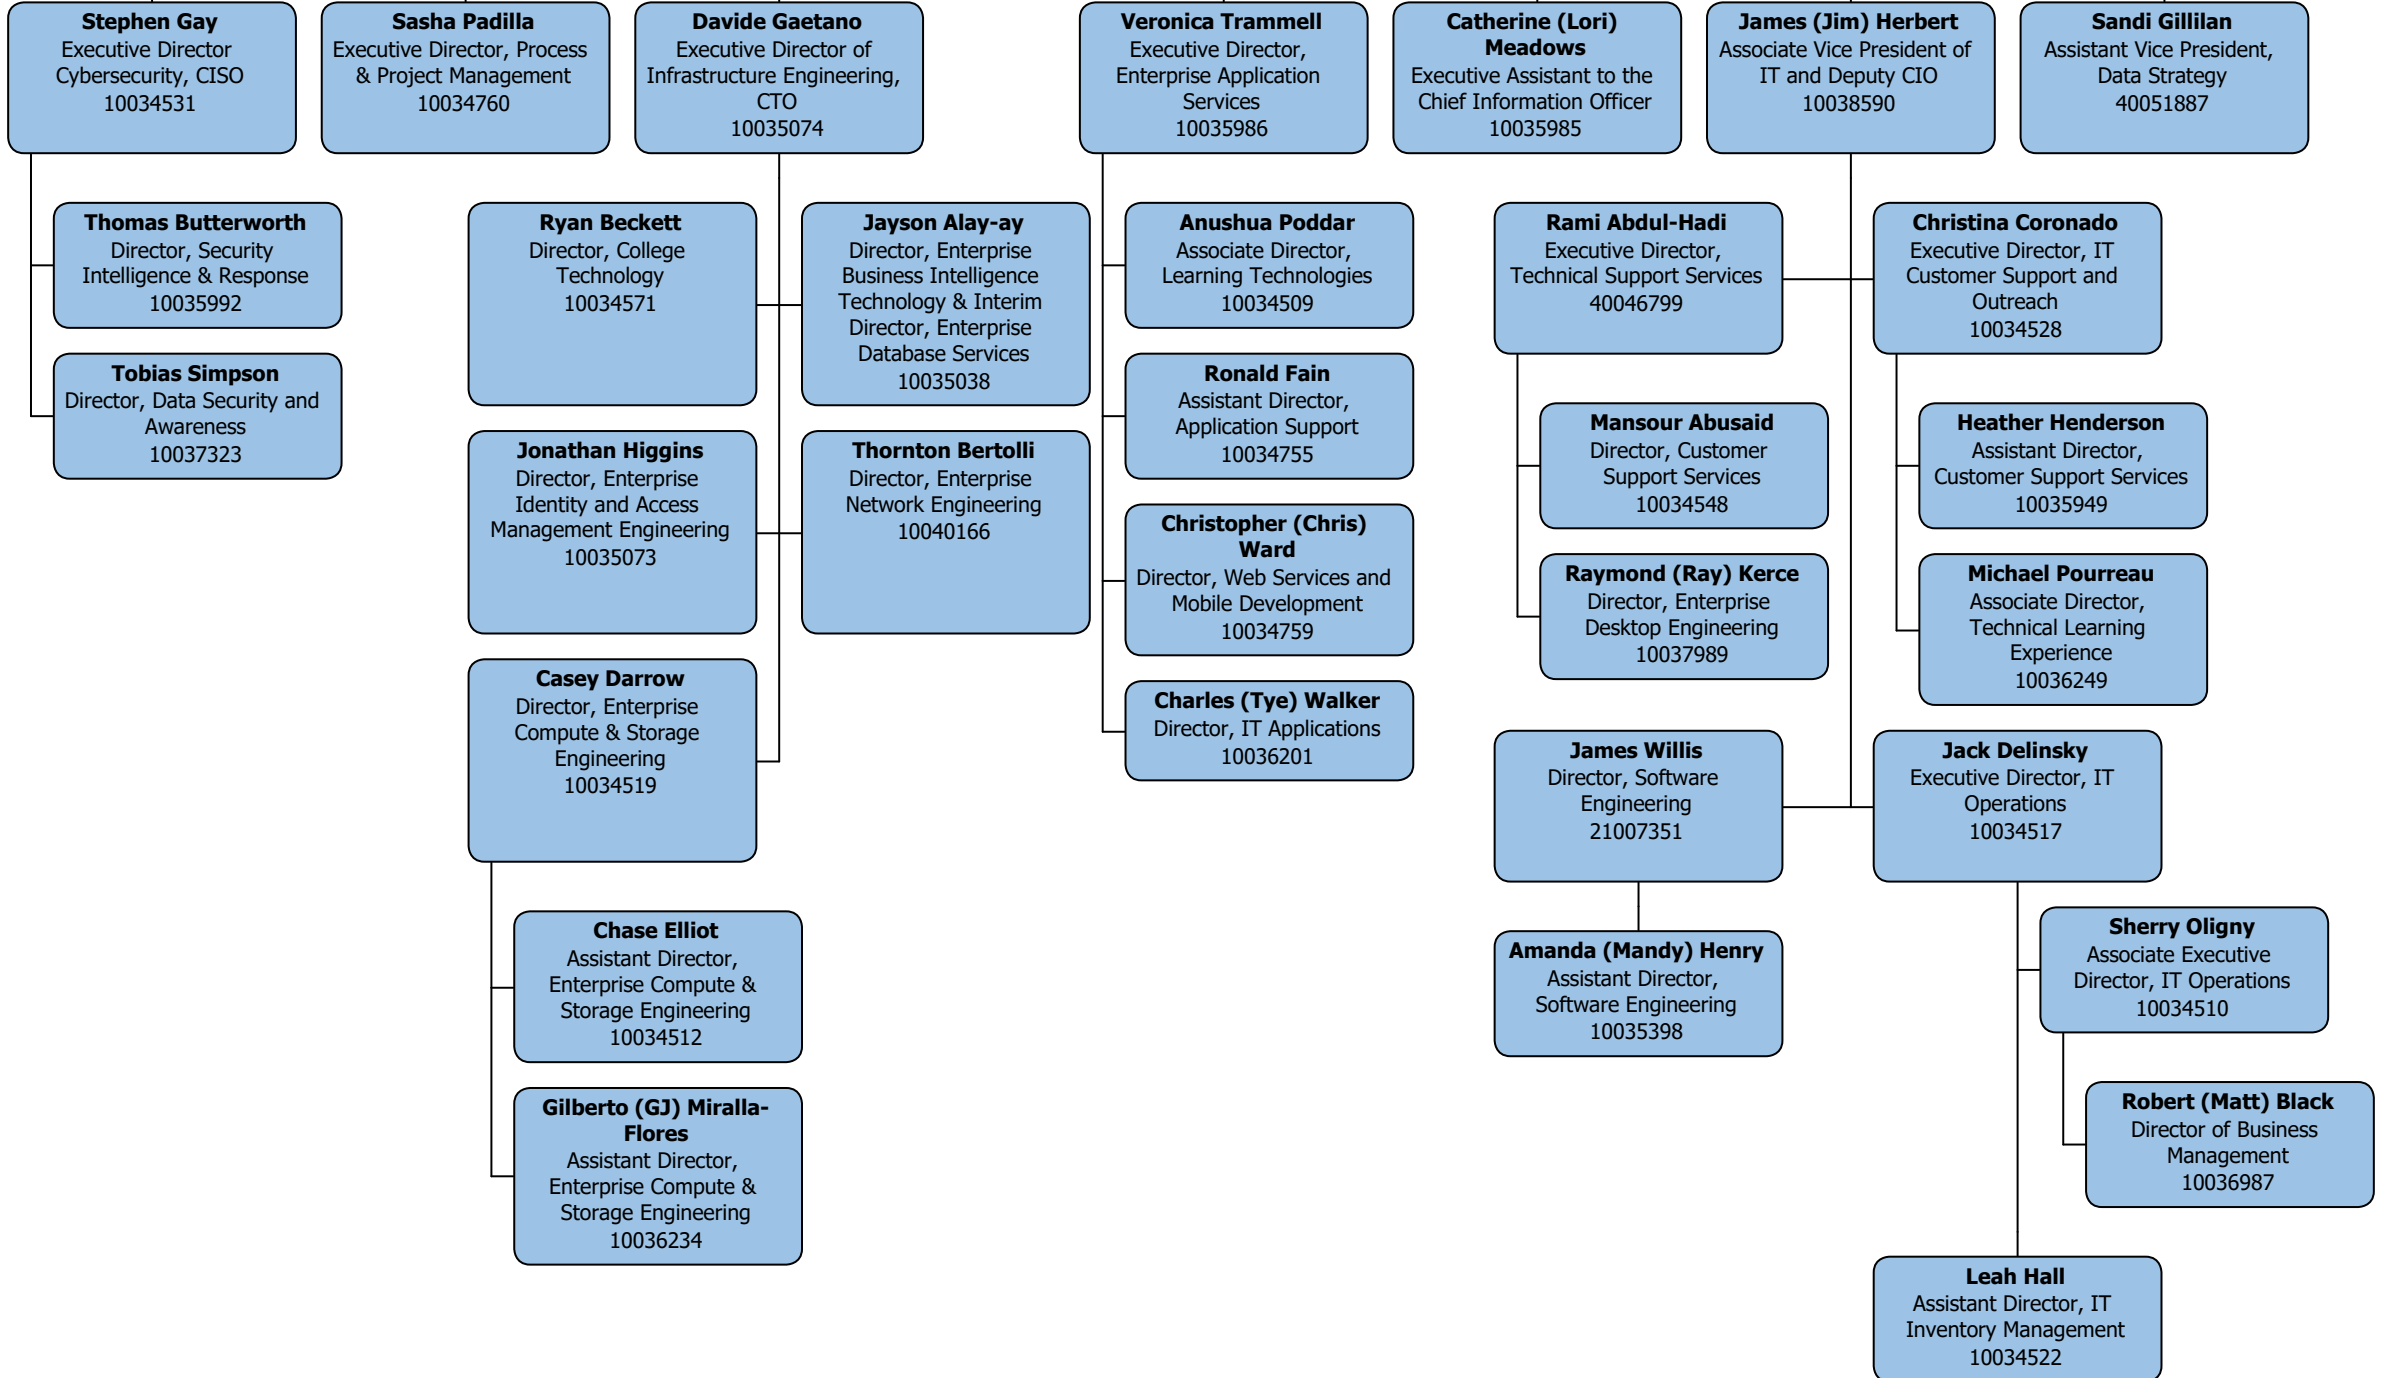 Stephen Gay
Executive Director
Cybersecurity, CISO
10034531
Sasha Padilla
Executive Director, Process
& Project Management
10034760
Davide Gaetano
Executive Director of
Infrastructure Engineering,
CTO
10035074
Veronica Trammell
Executive Director,
Enterprise Application
Services
10035986
Catherine (Lori)
Meadows
Executive Assistant to the
Chief Information Officer
10035985
James (Jim) Herbert
Associate Vice President of
IT and Deputy CIO
10038590
Sandi Gillilan
Assistant Vice President,
Data Strategy
40051887
Thomas Butterworth
Director, Security
Intelligence & Response
10035992
Tobias Simpson
Director, Data Security and
Awareness
10037323
Ryan Beckett
Director, College
Technology
10034571
Jayson Alay-ay
Director, Enterprise
Business Intelligence
Technology & Interim
Director, Enterprise
Database Services
10035038
Jonathan Higgins
Director, Enterprise
Identity and Access
Management Engineering
10035073
Thornton Bertolli
Director, Enterprise
Network Engineering
10040166
Casey Darrow
Director, Enterprise
Compute & Storage
Engineering
10034519
Chase Elliot
Assistant Director,
Enterprise Compute &
Storage Engineering
10034512
Gilberto (GJ) Miralla-
Flores
Assistant Director,
Enterprise Compute &
Storage Engineering
10036234
Anushua Poddar
Associate Director,
Learning Technologies
10034509
Ronald Fain
Assistant Director,
Application Support
10034755
Christopher (Chris)
Ward
Director, Web Services and
Mobile Development
10034759
Charles (Tye) Walker
Director, IT Applications
10036201
Rami Abdul-Hadi
Executive Director,
Technical Support Services
40046799
Christina Coronado
Executive Director, IT
Customer Support and
Outreach
10034528
Mansour Abusaid
Director, Customer
Support Services
10034548
Raymond (Ray) Kerce
Director, Enterprise
Desktop Engineering
10037989
Heather Henderson
Assistant Director,
Customer Support Services
10035949
Michael Pourreau
Associate Director,
Technical Learning
Experience
10036249
James Willis
Director, Software
Engineering
21007351
Jack Delinsky
Executive Director, IT
Operations
10034517
Amanda (Mandy) Henry
Assistant Director,
Software Engineering
10035398
Sherry Oligny
Associate Executive
Director, IT Operations
10034510
Robert (Matt) Black
Director of Business
Management
10036987
Leah Hall
Assistant Director, IT
Inventory Management
10034522